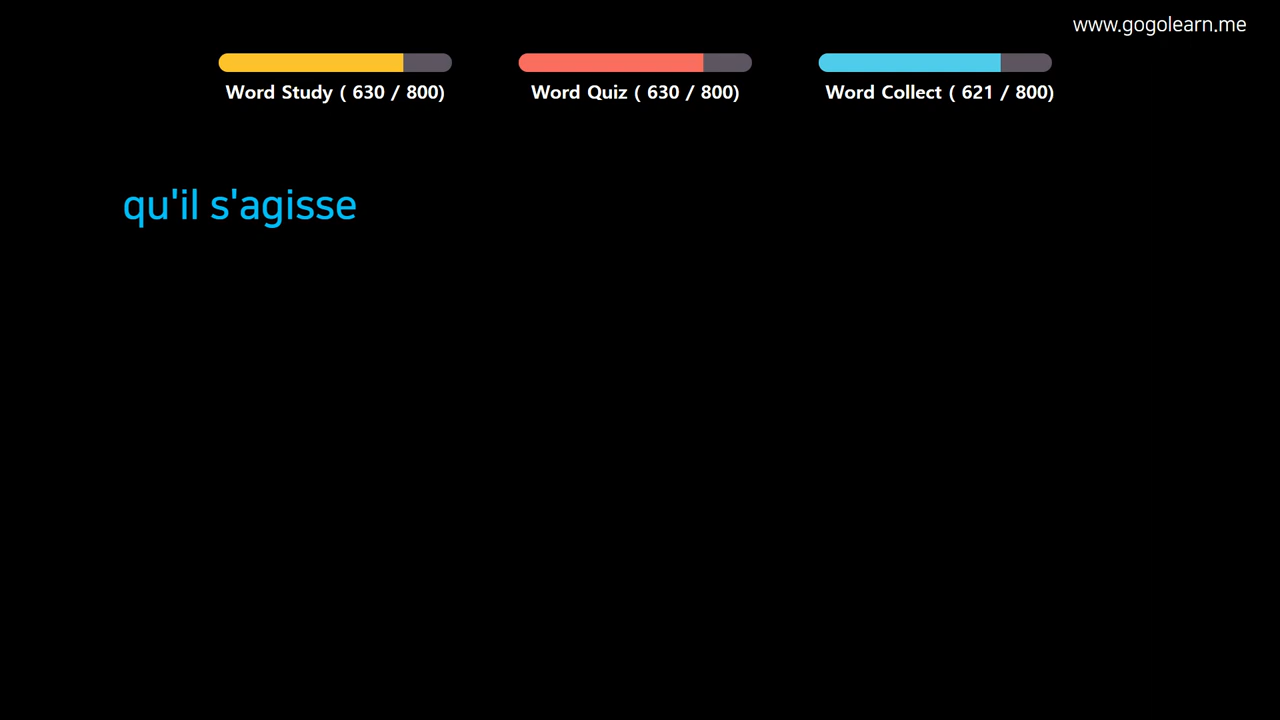 www.gogolearn.me
Word Study ( 630 / 800)
Word Quiz ( 630 / 800)
Word Collect ( 621 / 800)
qu'il s'agisse